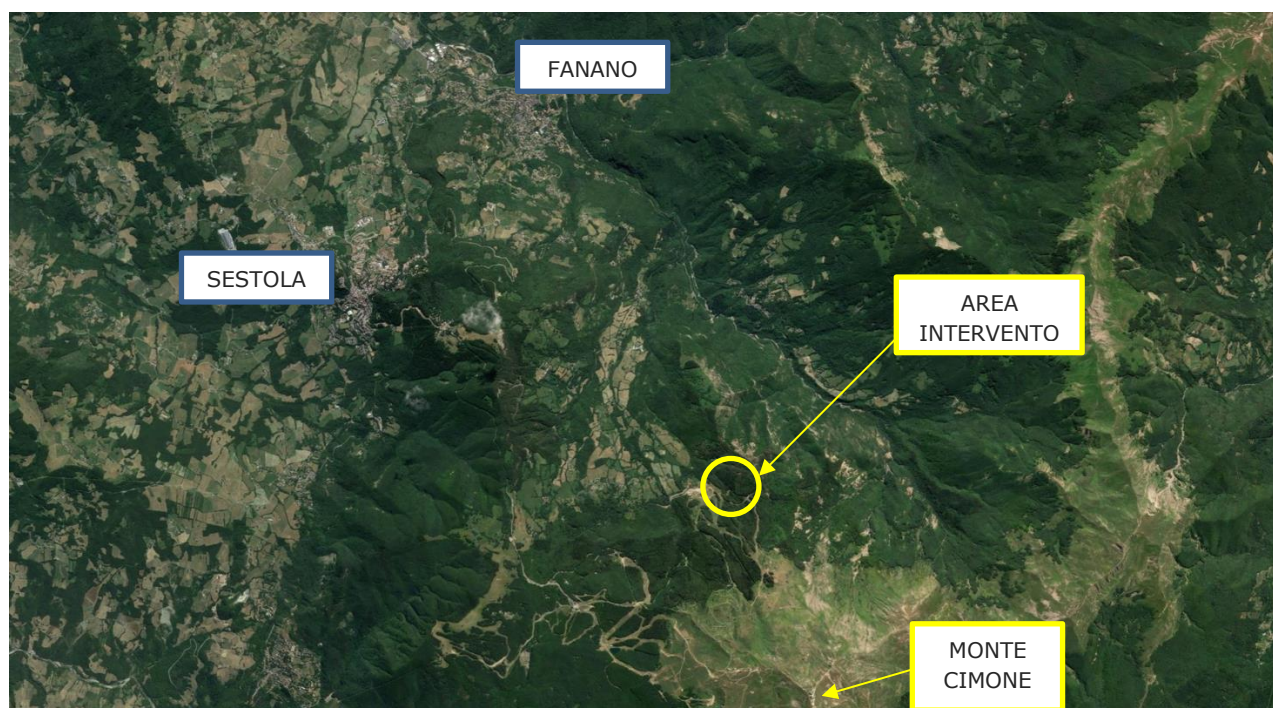 FANANO
SESTOLA
AREA
INTERVENTO
MONTE
CIMONE